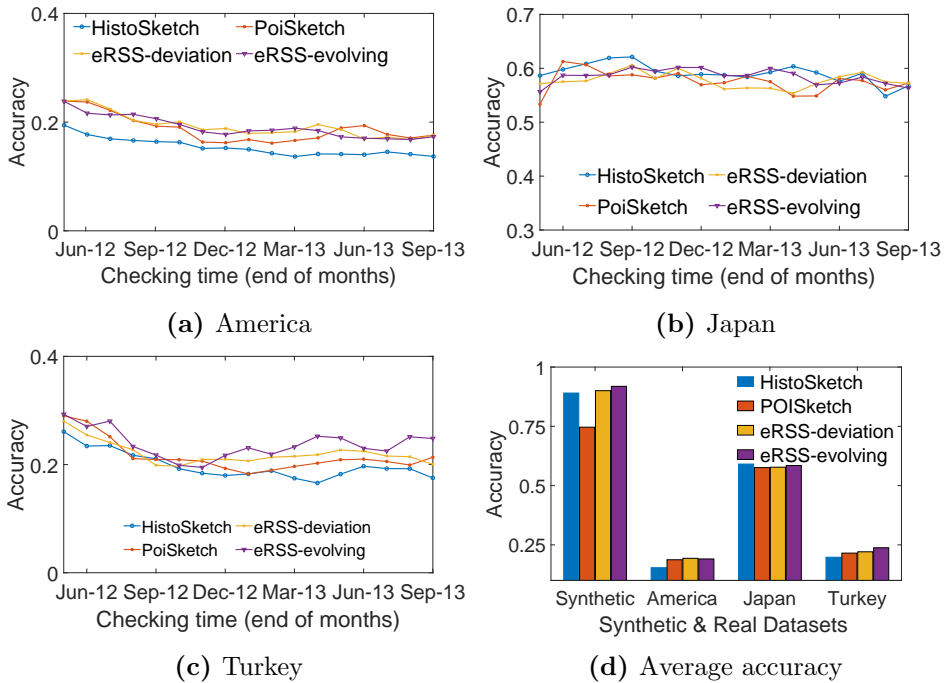 0.4
HistoSketch PoiSketch
eRSS-deviation eRSS-evolving
0.2
0
Accuracy
Jun-12 Sep-12 Dec-12 Mar-13 Jun-13 Sep-13
Checking time (end of months)
(a) America
0.7
0.6
0.5
0.4
0.3
Accuracy
HistoSketch eRSS-deviation
PoiSketch eRSS-evolving
Jun-12 Sep-12 Dec-12 Mar-13 Jun-13 Sep-13
Checking time (end of months)
(b) Japan
0.4
0.2
0
Accuracy
HistoSketch eRSS-deviation
PoiSketch eRSS-evolving
Jun-12 Sep-12 Dec-12 Mar-13 Jun-13 Sep-13
Checking time (end of months)
(c) Turkey
1
0.75
0.5
0.25
Accuracy
HistoSketch
POISketch
eRSS-deviation
eRSS-evolving
Synthetic America Japan Turkey
Synthetic & Real Datasets
(d) Average accuracy